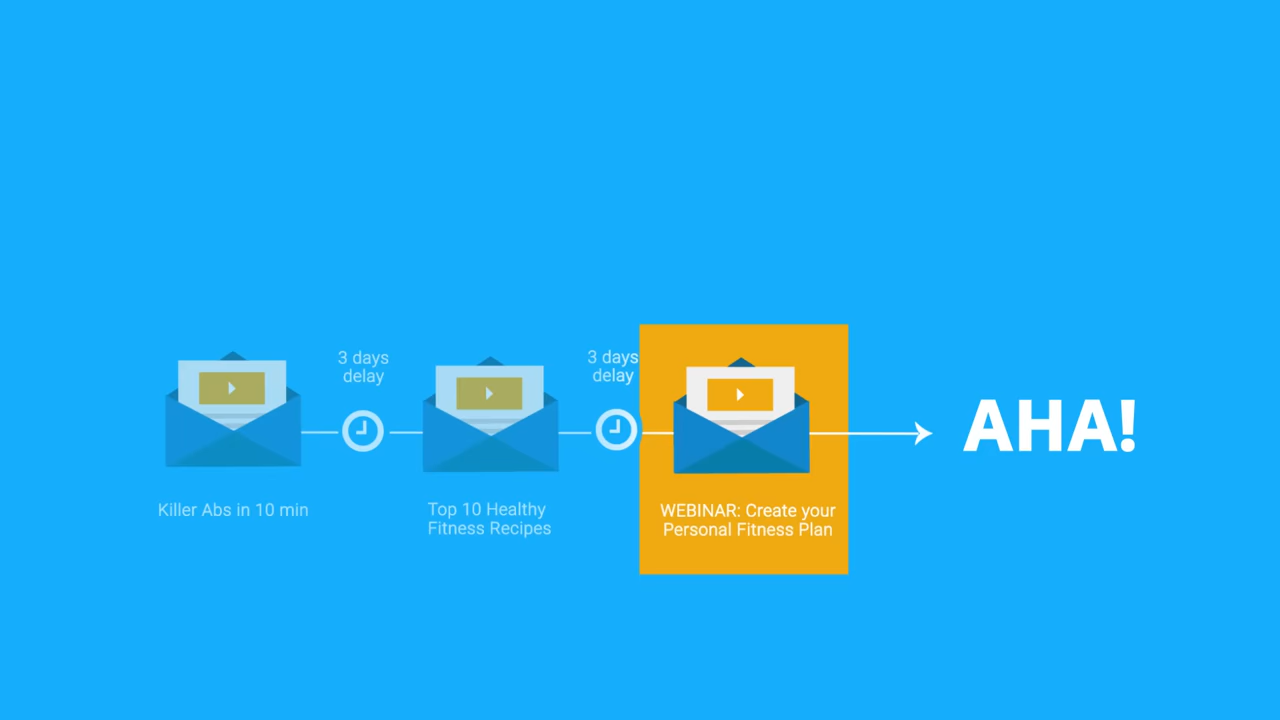 3 days
delay
3 days
delay
AHA!
Killer Abs in 10 min
Top 10 Healthy
Fitness Recipes
WEBINAR: Create your
Personal Fitness Plan